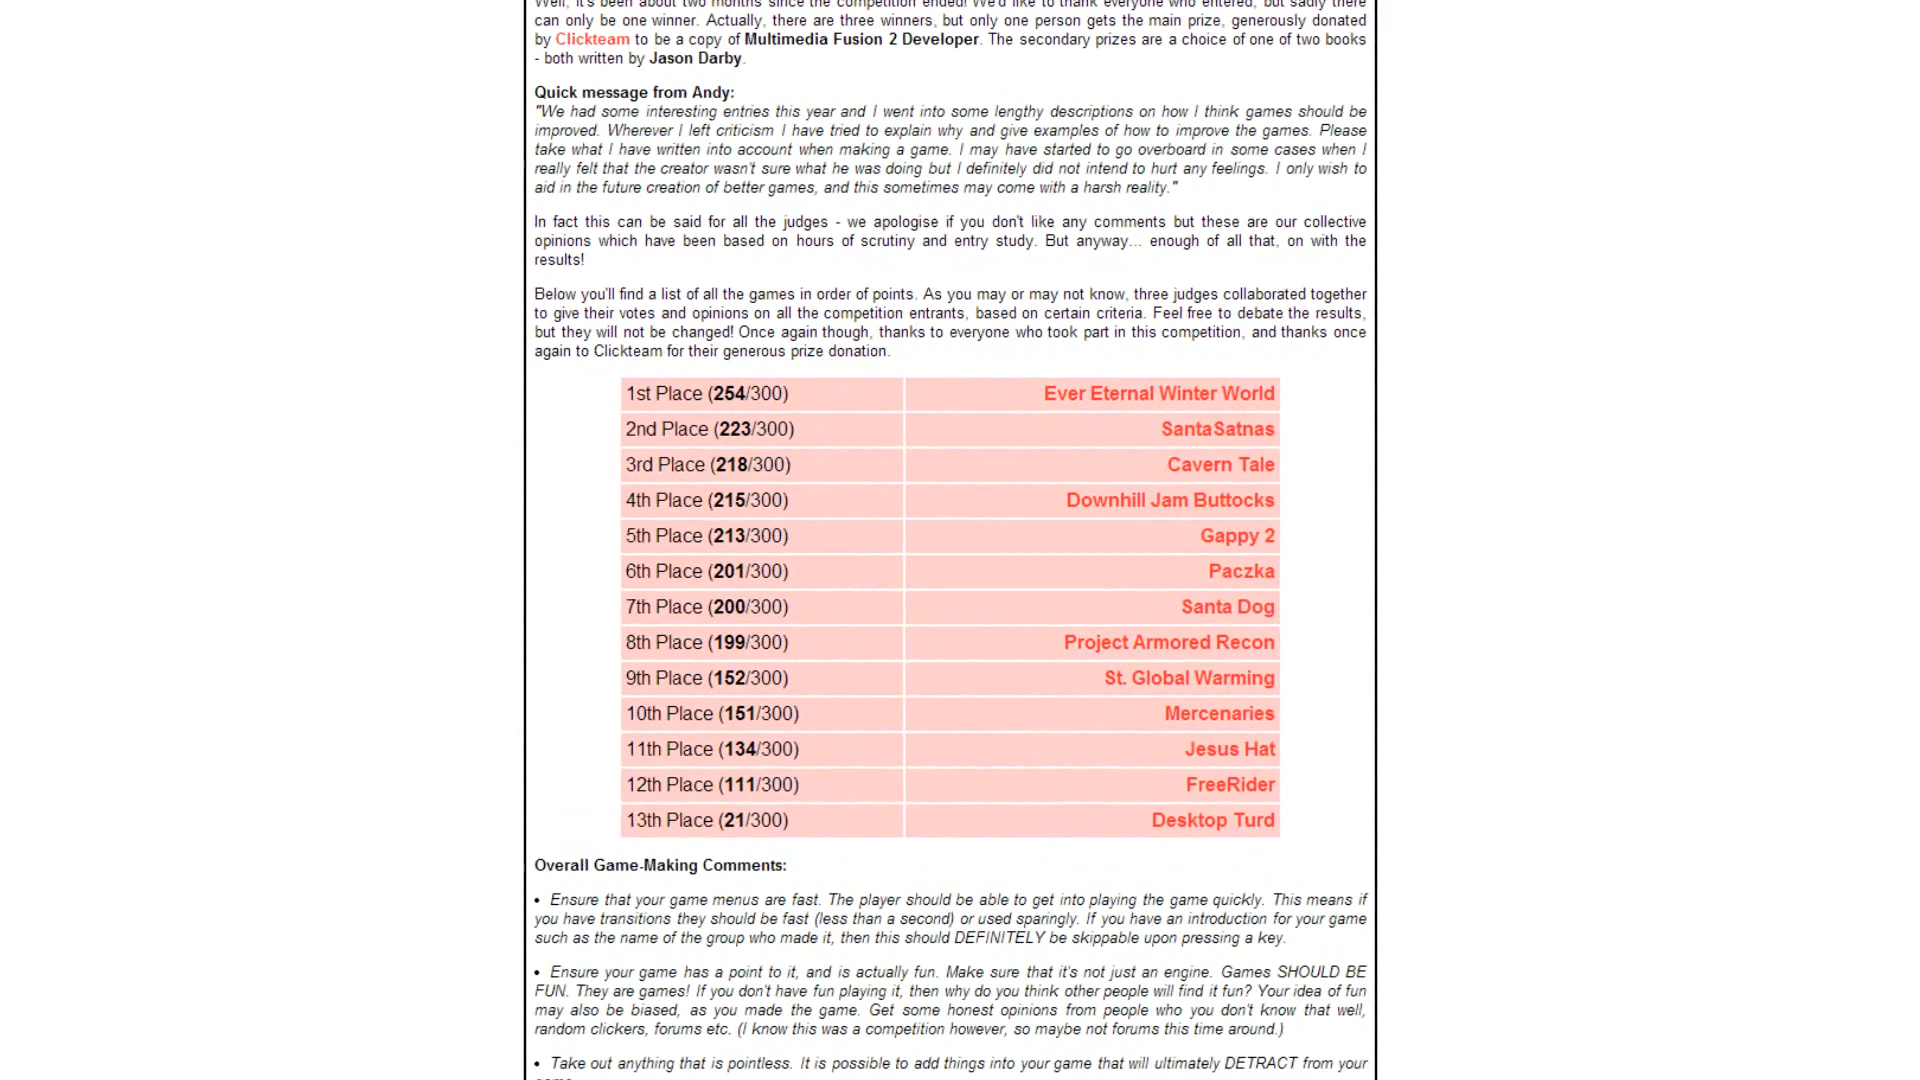 Well, it's been about two months since the competition ended! We'd like to thank everyone who entered, but sadly there
can only be one winner. Actually, there are three winners, but only one person gets the main prize, generously donated
by Clickteam to be a copy of Multimedia Fusion 2 Developer. The secondary prizes are a choice of one of two books
- both written by Jason Darby.
Quick message from Andy:
"We had some interesting entries this year and I went into some lengthy descriptions on how I think games should be
improved. Wherever I left criticism I have tried to explain why and give examples of how to improve the games. Please
take what I have written into account when making a game. I may have started to go overboard in some cases when I
really felt that the creator wasn't sure what he was doing but I definitely did not intend to hurt any feelings. I only wish to
aid in the future creation of better games, and this sometimes may come with a harsh reality."
In fact this can be said for all the judges - we apologise if you don't like any comments but these are our collective
opinions which have been based on hours of scrutiny and entry study. But anyway... enough of all that, on with the
results!
Below you'll find a list of all the games in order of points. As you may or may not know, three judges collaborated together
to give their votes and opinions on all the competition entrants, based on certain criteria. Feel free to debate the results,
but they will not be changed! Once again though, thanks to everyone who took part in this competition, and thanks once
again to Clickteam for their generous prize donation.
1st Place (254/300) Ever Eternal Winter World
2nd Place (223/300) SantaSatnas
3rd Place (218/300) Cavern Tale
4th Place (215/300) Downhill Jam Buttocks
5th Place (213/300) Gappy 2
6th Place (201/300) Paczka
7th Place (200/300) Santa Dog
8th Place (199/300) Project Armored Recon
9th Place (152/300) St. Global Warming
10th Place (151/300) Mercenaries
11th Place (134/300) Jesus Hat
12th Place (111/300) FreeRider
13th Place (21/300) Desktop Turd
Overall Game-Making Comments:
• Ensure that your game menus are fast. The player should be able to get into playing the game quickly. This means if
you have transitions they should be fast (less than a second) or used sparingly. If you have an introduction for your game
such as the name of the group who made it, then this should DEFINITELY be skippable upon pressing a key.
• Ensure your game has a point to it, and is actually fun. Make sure that it's not just an engine. Games SHOULD BE
FUN. They are games! If you don't have fun playing it, then why do you think other people will find it fun? Your idea of fun
may also be biased, as you made the game. Get some honest opinions from people who you don't know that well,
random clickers, forums etc. (I know this was a competition however, so maybe not forums this time around.)
• Take out anything that is pointless. It is possible to add things into your game that will ultimately DETRACT from your